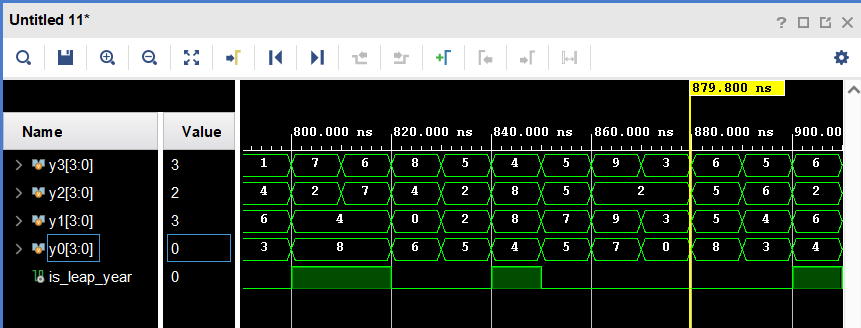 Untitled 11*
?
879.800 ns
Name Value
800.000 ns 820.000 ns 840.000 ns 860.000 ns 880.000 ns 900.00
y3[3:0] 3 1 7 6 8 5 4 5 9 3 6 5 6
y2[3:0] 2 4 2 7 4 2 8 5 2 5 6 2
y1[3:0] 3 6 4 0 2 8 7 9 3 5 4 6
y0[3:0] 0 3 8 6 5 4 5 7 0 8 3 4
is_leap_year 0